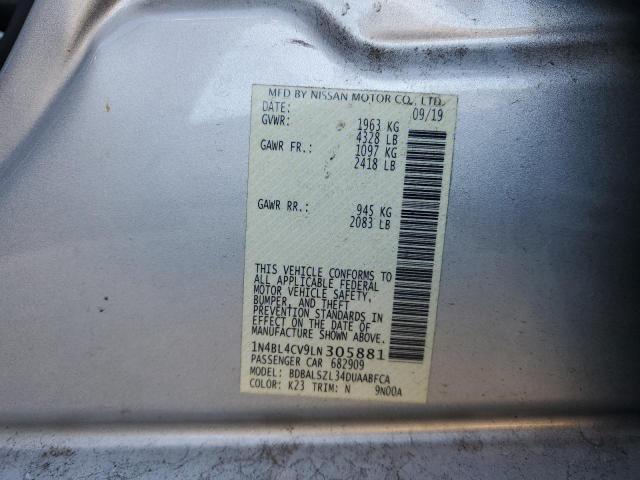 MFD BY NISSAN MOTOR CO., LTD.
DATE: 09/19
GVWR: 1963 KG
4328 LB
GAWR FR.: 1097 KG
2418 LB
GAWR RR.: 945 KG
2083 LB
THIS VEHICLE CONFORMS TO
ALL APPLICABLE FEDERAL
MOTOR VEHICLE SAFETY,
BUMPER, AND THEFT
PREVENTION STANDARDS IN
EFFECT ON THE DATE OF
MANUFACTURE SHOWN ABOVE.
1N4BL4CV9LN305881
PASSENGER CAR 682909
MODEL: BDBALSZL34DUAABFCA
COLOR: K23 TRIM: N 9N00A